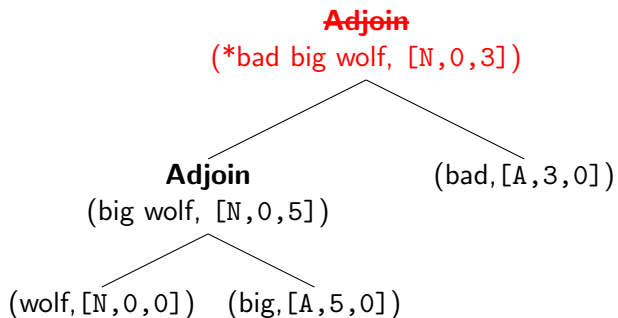 Adjoin
(*bad big wolf, [N,0,3])
Adjoin
(big wolf, [N,0,5])
(bad,[A,3,0])
(wolf,[N,0,0])
(big,[A,5,0])